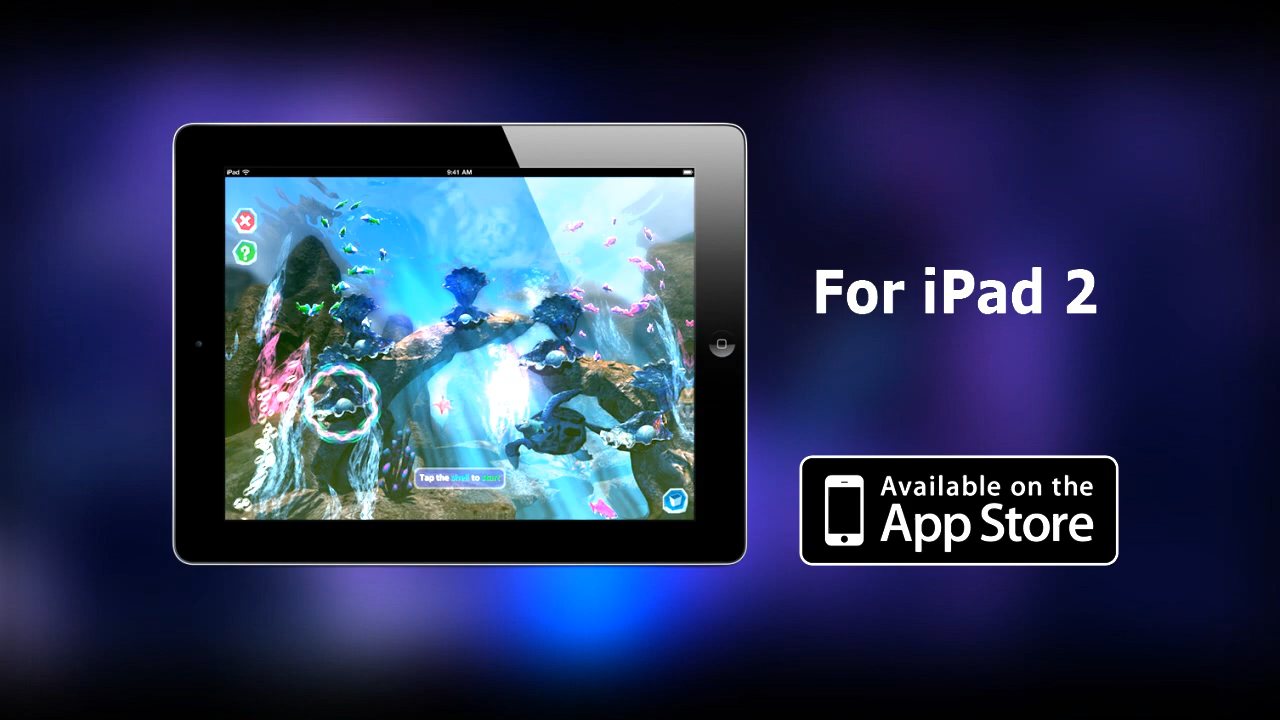 iPad
9:41 AM
?
Tap the shell to start
For iPad 2
Available on the
App Store